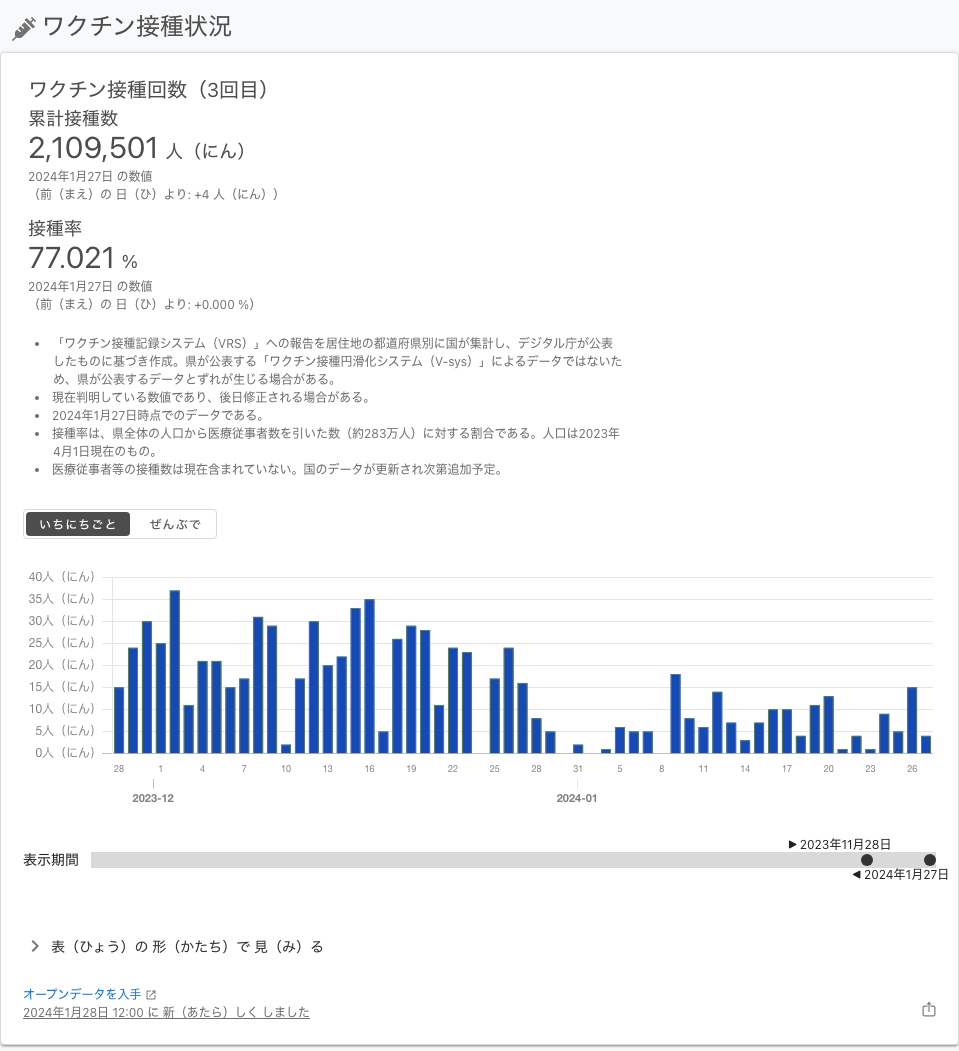 ワクチン接種状況
ワクチン接種回数（3回目）
累計接種数
2,109,501 人（にん）
2024年1月27日 の数値
（前（まえ）の 日（ひ）より: +4 人（にん））
接種率
77.021 %
2024年1月27日 の数値
（前（まえ）の 日（ひ）より: +0.000 %）
• 「ワクチン接種記録システム（VRS）」への報告を居住地の都道府県別に国が集計し、デジタル庁が公表
したものに基づき作成。県が公表する「ワクチン接種円滑化システム（V-sys）」によるデータではないた
め、県が公表するデータとずれが生じる場合がある。
• 現在判明している数値であり、後日修正される場合がある。
• 2024年1月27日時点でのデータである。
• 接種率は、県全体の人口から医療従事者数を引いた数（約283万人）に対する割合である。人口は2023年
4月1日現在のもの。
• 医療従事者等の接種数は現在含まれていない。国のデータが更新され次第追加予定。
いちにちごと ぜんぶで
40人（にん）
35人（にん）
30人（にん）
25人（にん）
20人（にん）
15人（にん）
10人（にん）
5人（にん）
0人（にん）
28 1 4 7 10 13 16 19 22 25 28 31 5 8 11 14 17 20 23 26
2023-12 2024-01
▶ 2023年11月28日
表示期間
◀ 2024年1月27日
表（ひょう）の 形（かたち）で 見（み）る
オープンデータを入手
2024年1月28日 12:00 に 新（あたら）しく しました